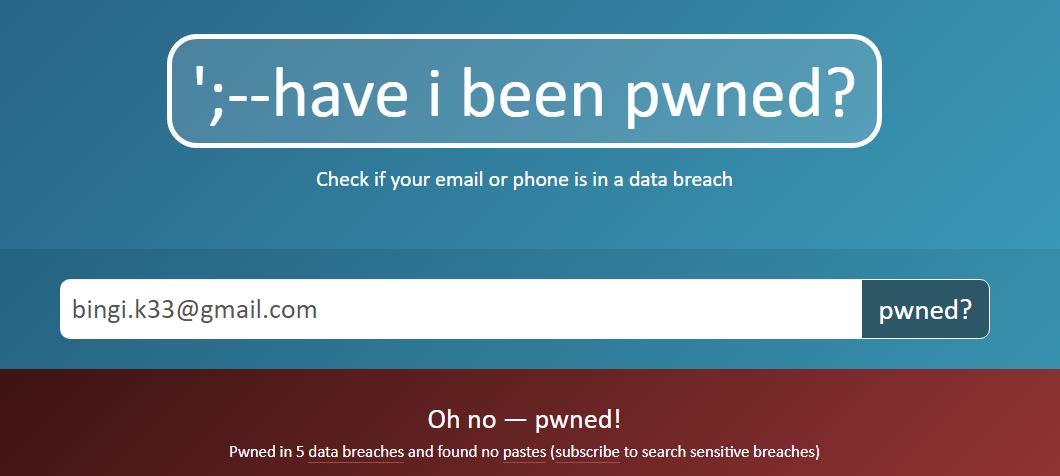 ';--have i been pwned?
Check if your email or phone is in a data breach
bingi.k33@gmail.com pwned?
Oh no — pwned!
Pwned in 5 data breaches and found no pastes (subscribe to search sensitive breaches)